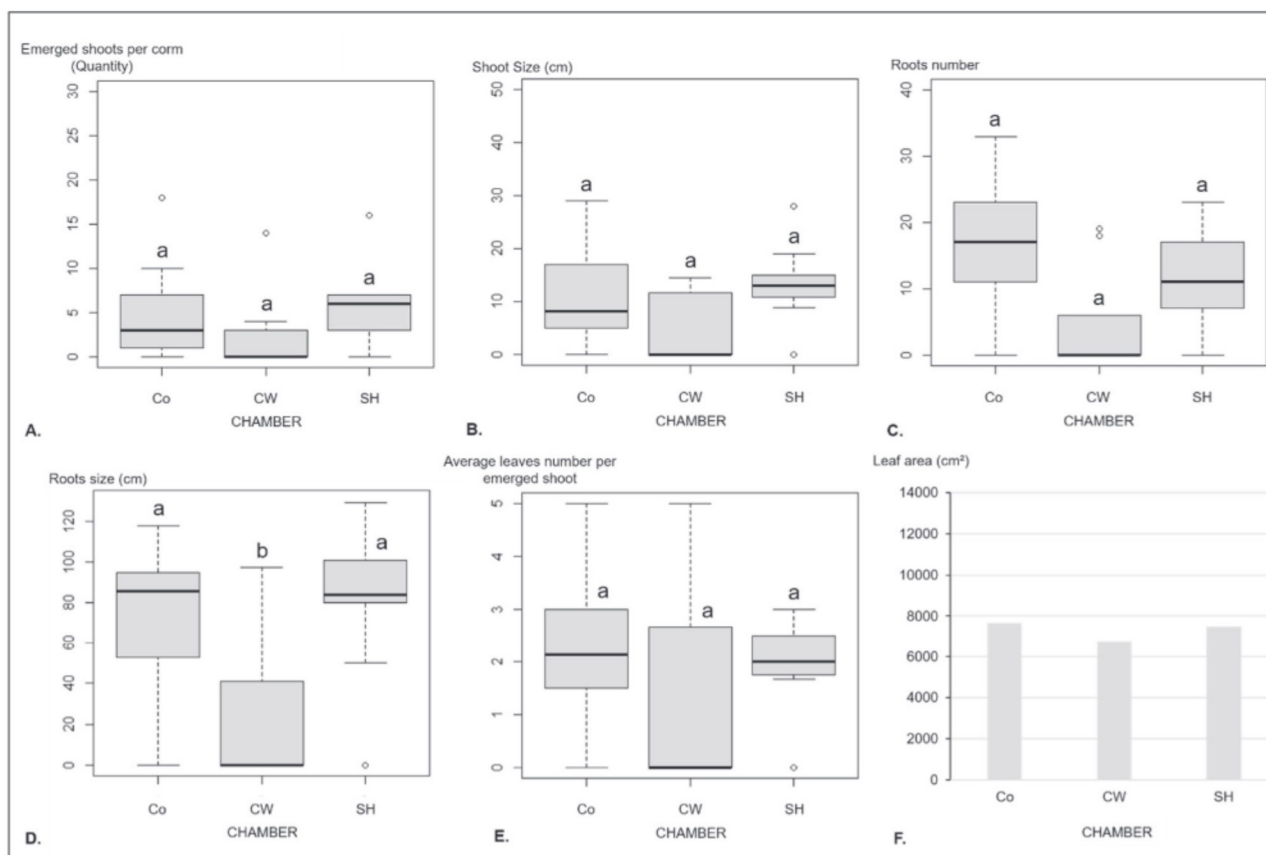 Emerged shoots per corm
(Quantity)
30
25
20
15
10
5
0
a
a
a
Co
CW
SH
CHAMBER
A.
Shoot Size (cm)
50
40
30
20
10
0
a
a
a
Co
CW
SH
CHAMBER
B.
Roots number
40
30
20
10
0
a
a
a
Co
CW
SH
CHAMBER
C.
Roots size (cm)
120
100
80
60
40
20
0
a
b
a
Co
CW
SH
CHAMBER
D.
Average leaves number per
emerged shoot
5
4
3
2
1
0
a
a
a
Co
CW
SH
CHAMBER
E.
Leaf area (cm²)
14000
12000
10000
8000
6000
4000
2000
0
Co
CW
SH
CHAMBER
F.